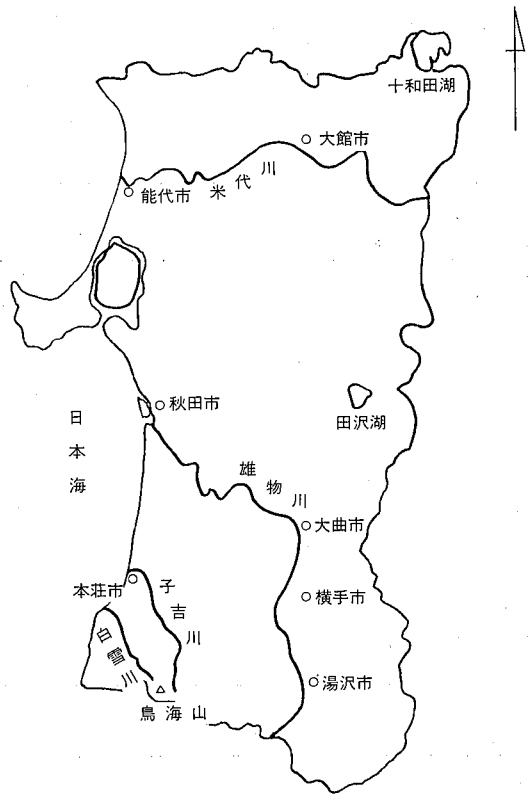 十和田湖
大館市
米代川
能代市
秋田市
田沢湖
日本海
雄物川
大曲市
本荘市
子吉川
横手市
白雪川
湯沢市
鳥海山